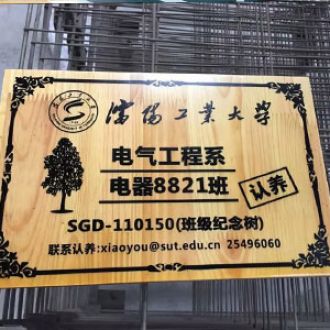 沈阳工业大学
电气工程系
电器8821班
认养
SGD-110150(班级纪念树)
联系认养:xiaoyou@sut.edu.cn 25496060